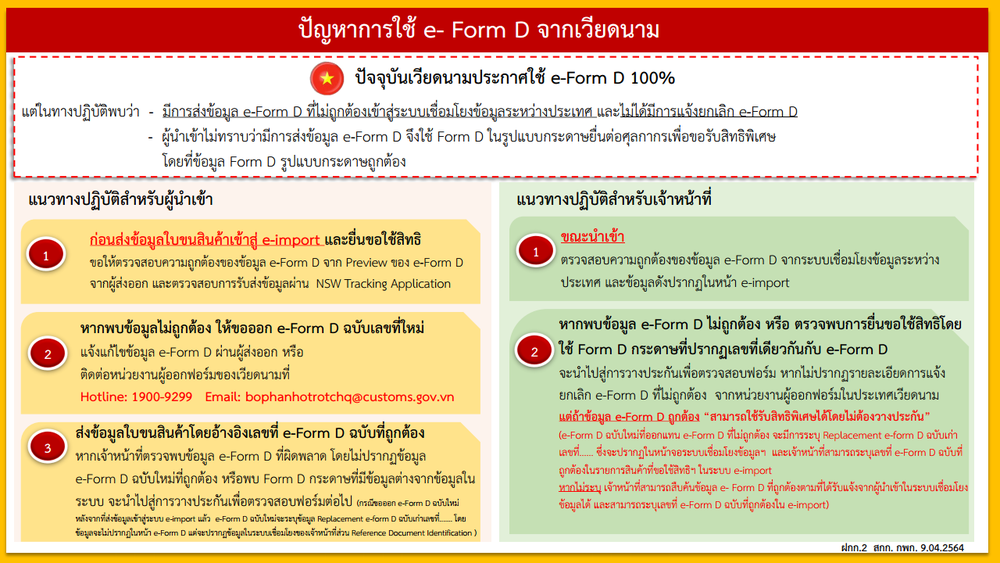 ปัญหาการใช้ e- Form D จากเวียดนาม
ปัจจุบันเวียดนามประกาศใช้ e-Form D 100%
แต่ในทางปฏิบัติพบว่า - มีการส่งข้อมูล e-Form D ที่ไม่ถูกต้องเข้าสู่ระบบเชื่อมโยงข้อมูลระหว่างประเทศ และไม่ได้มีการแจ้งยกเลิก e-Form D
- ผู้นำเข้าไม่ทราบว่ามีการส่งข้อมูล e-Form D จึงใช้ Form D ในรูปแบบกระดาษยื่นต่อศุลกากรเพื่อขอรับสิทธิพิเศษ
โดยที่ข้อมูล Form D รูปแบบกระดาษถูกต้อง
แนวทางปฏิบัติสำหรับผู้นำเข้า
1
ก่อนส่งข้อมูลใบขนสินค้าเข้าสู่ e-import และยื่นขอใช้สิทธิ
ขอให้ตรวจสอบความถูกต้องของข้อมูล e-Form D จาก Preview ของ e-Form D
จากผู้ส่งออก และตรวจสอบการรับส่งข้อมูลผ่าน NSW Tracking Application
2
หากพบข้อมูลไม่ถูกต้อง ให้ขอออก e-Form D ฉบับเลขที่ใหม่
แจ้งแก้ไขข้อมูล e-Form D ผ่านผู้ส่งออก หรือ
ติดต่อหน่วยงานผู้ออกฟอร์มของเวียดนามที่
Hotline: 1900-9299 Email: bophanhotrotchq@customs.gov.vn
3
ส่งข้อมูลใบขนสินค้าโดยอ้างอิงเลขที่ e-Form D ฉบับที่ถูกต้อง
หากเจ้าหน้าที่ตรวจพบข้อมูล e-Form D ที่ผิดพลาด โดยไม่ปรากฏข้อมูล
e-Form D ฉบับใหม่ที่ถูกต้อง หรือพบ Form D กระดาษที่มีข้อมูลต่างจากข้อมูลใน
ระบบ จะนำไปสู่การวางประกันเพื่อตรวจสอบฟอร์มต่อไป (กรณีขอออก e-Form D ฉบับใหม่
หลังจากที่ส่งข้อมูลเข้าสู่ระบบ e-import แล้ว e-Form D ฉบับใหม่จะระบุข้อมูล Replacement e-form D ฉบับเก่าเลขที่....... โดย
ข้อมูลจะไม่ปรากฏในหน้า e-Form D แต่จะปรากฏข้อมูลในระบบเชื่อมโยงของเจ้าหน้าที่ส่วน Reference Document Identification )
แนวทางปฏิบัติสำหรับเจ้าหน้าที่
1
ขณะนำเข้า
ตรวจสอบความถูกต้องของข้อมูล e-Form D จากระบบเชื่อมโยงข้อมูลระหว่าง
ประเทศ และข้อมูลดังปรากฏในหน้า e-import
2
หากพบข้อมูล e-Form D ไม่ถูกต้อง หรือ ตรวจพบการยื่นขอใช้สิทธิโดย
ใช้ Form D กระดาษที่ปรากฏเลขที่เดียวกันกับ e-Form D
จะนำไปสู่การวางประกันเพื่อตรวจสอบฟอร์ม หากไม่ปรากฏรายละเอียดการแจ้ง
ยกเลิก e-Form D ที่ไม่ถูกต้อง จากหน่วยงานผู้ออกฟอร์มในประเทศเวียดนาม
แต่ถ้าข้อมูล e-Form D ถูกต้อง “สามารถใช้รับสิทธิพิเศษได้โดยไม่ต้องวางประกัน”
(e-Form D ฉบับใหม่ที่ออกแทน e-Form D ที่ไม่ถูกต้อง จะมีการระบุ Replacement e-form D ฉบับเก่า
เลขที่...... ซึ่งจะปรากฏในหน้าจอระบบเชื่อมข้อมูลฯ และเจ้าหน้าที่สามารถระบุเลขที่ e-Form D ฉบับที่
ถูกต้องในรายการสินค้าที่ขอใช้สิทธิฯ ในระบบ e-import
หากไม่ระบุ เจ้าหน้าที่สามารถสืบค้นข้อมูล e- Form D ที่ถูกต้องตามที่ได้รับแจ้งจากผู้นำเข้าในระบบเชื่อมโยง
ข้อมูลได้ และสามารถระบุเลขที่ e-Form D ฉบับที่ถูกต้องใน e-import)
ฝกก.2 สกก. กพก. 9.04.2564